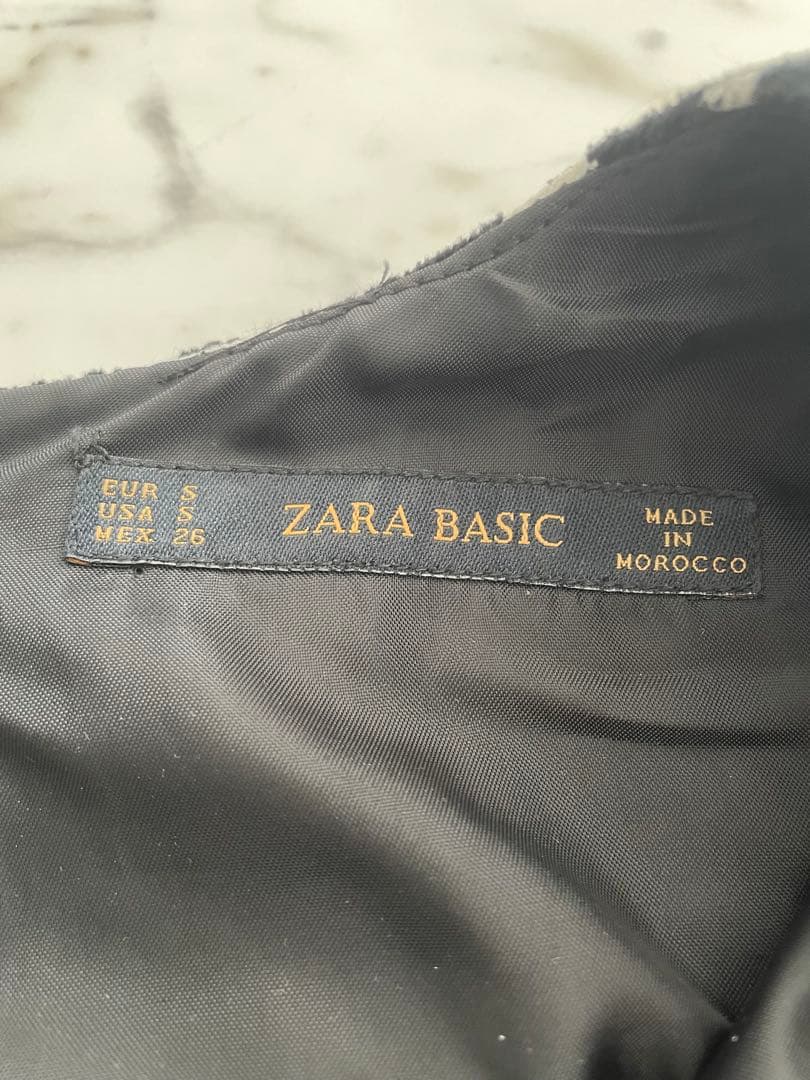 EUR S
USA S
MEX 26
ZARA BASIC
MADE
IN
MOROCCO